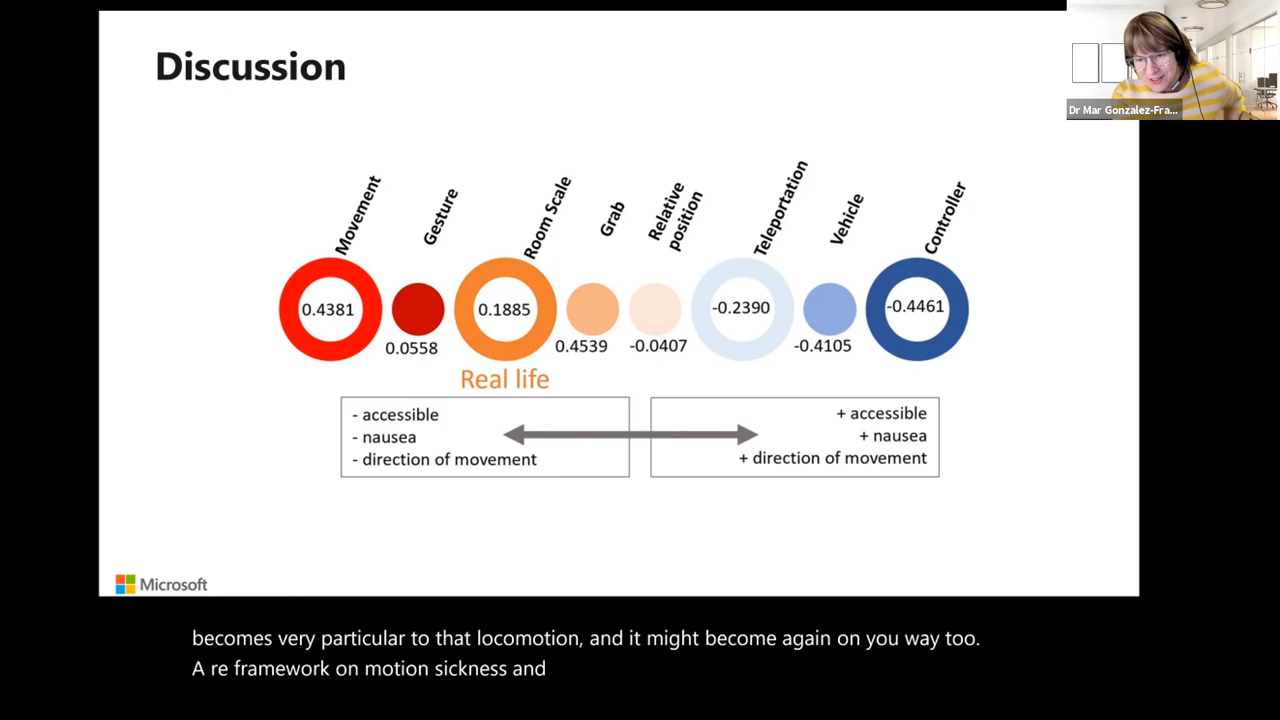 Discussion
Dr Mar Gonzalez-Fra...
Movement
Gesture
Room Scale
Grab
Relative
position
Teleportation
Vehicle
Controller
0.4381
0.0558
0.1885
0.4539
-0.0407
-0.2390
-0.4105
-0.4461
Real life
- accessible
- nausea
- direction of movement
+ accessible
+ nausea
+ direction of movement
Microsoft
becomes very particular to that locomotion, and it might become again on you way too.
A re framework on motion sickness and